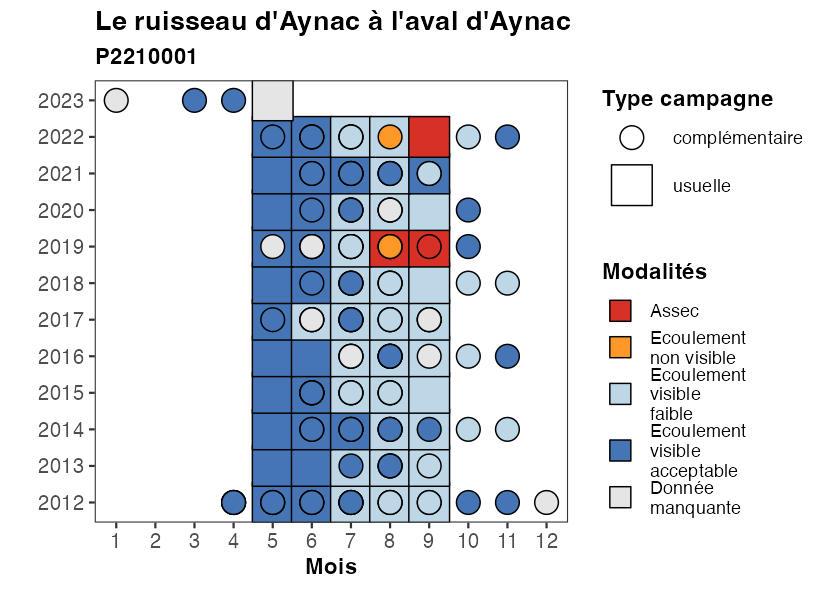 Le ruisseau d'Aynac à l'aval d'Aynac
P2210001
2023
2022
2021
2020
2019
2018
2017
2016
2015
2014
2013
2012
1 2 3 4 5 6 7 8 9 10 11 12
Mois
Type campagne
complémentaire
usuelle
Modalités
Assec
Ecoulement
non visible
Ecoulement
visible
faible
Ecoulement
visible
acceptable
Donnée
manquante